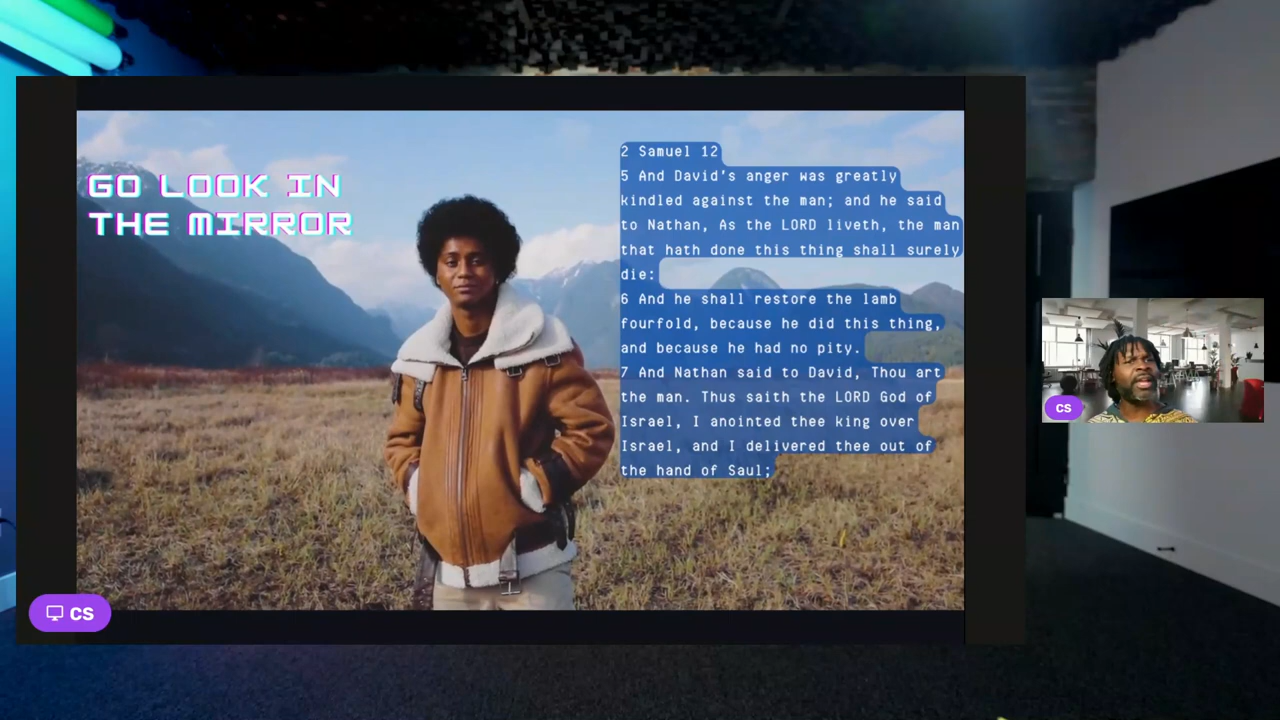 GO LOOK IN
THE MIRROR
2 Samuel 12
5 And David's anger was greatly
kindled against the man; and he said
to Nathan, As the LORD liveth, the man
that hath done this thing shall surely
die:
6 And he shall restore the lamb
fourfold, because he did this thing,
and because he had no pity.
7 And Nathan said to David, Thou art
the man. Thus saith the LORD God of
Israel, I anointed thee king over
Israel, and I delivered thee out of
the hand of Saul;
CS
CS